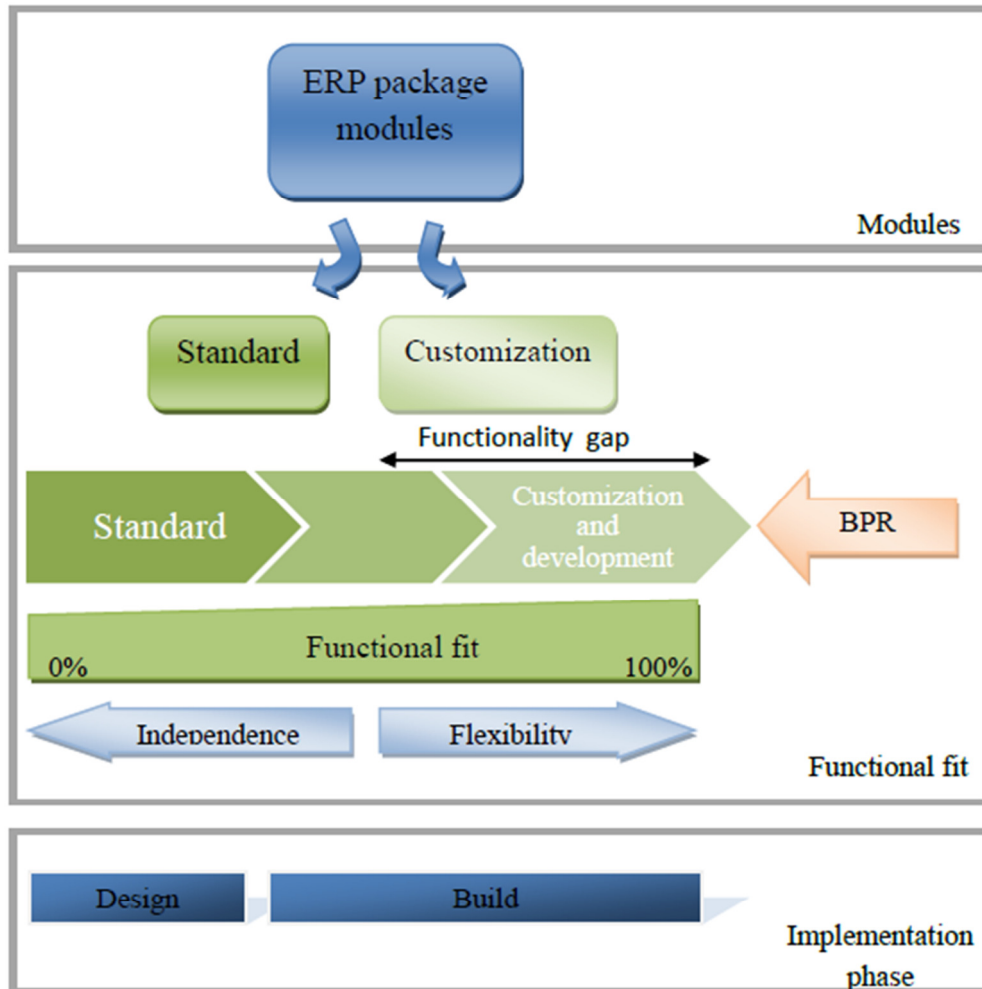 ERP package
modules
Modules
Standard
Customization
Functionality gap
Standard
Customization
and
development
BPR
Functional fit
0%
100%
Independence
Flexibility
Functional fit
Design
Build
Implementation
phase